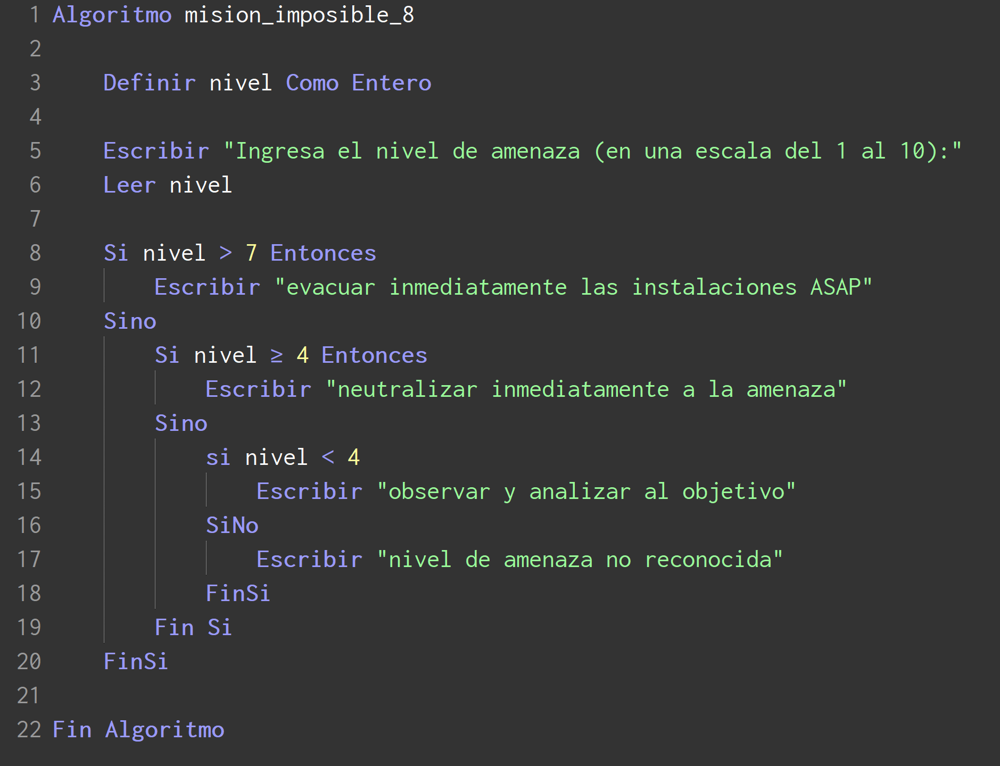 1 Algoritmo mision_imposible_8
2
3 Definir nivel Como Entero
4
5 Escribir "Ingresa el nivel de amenaza (en una escala del 1 al 10):"
6 Leer nivel
7
8 Si nivel > 7 Entonces
9 Escribir "evacuar inmediatamente las instalaciones ASAP"
10 Sino
11 Si nivel ≥ 4 Entonces
12 Escribir "neutralizar inmediatamente a la amenaza"
13 Sino
14 si nivel < 4
15 Escribir "observar y analizar al objetivo"
16 SiNo
17 Escribir "nivel de amenaza no reconocida"
18 FinSi
19 Fin Si
20 FinSi
21
22 Fin Algoritmo